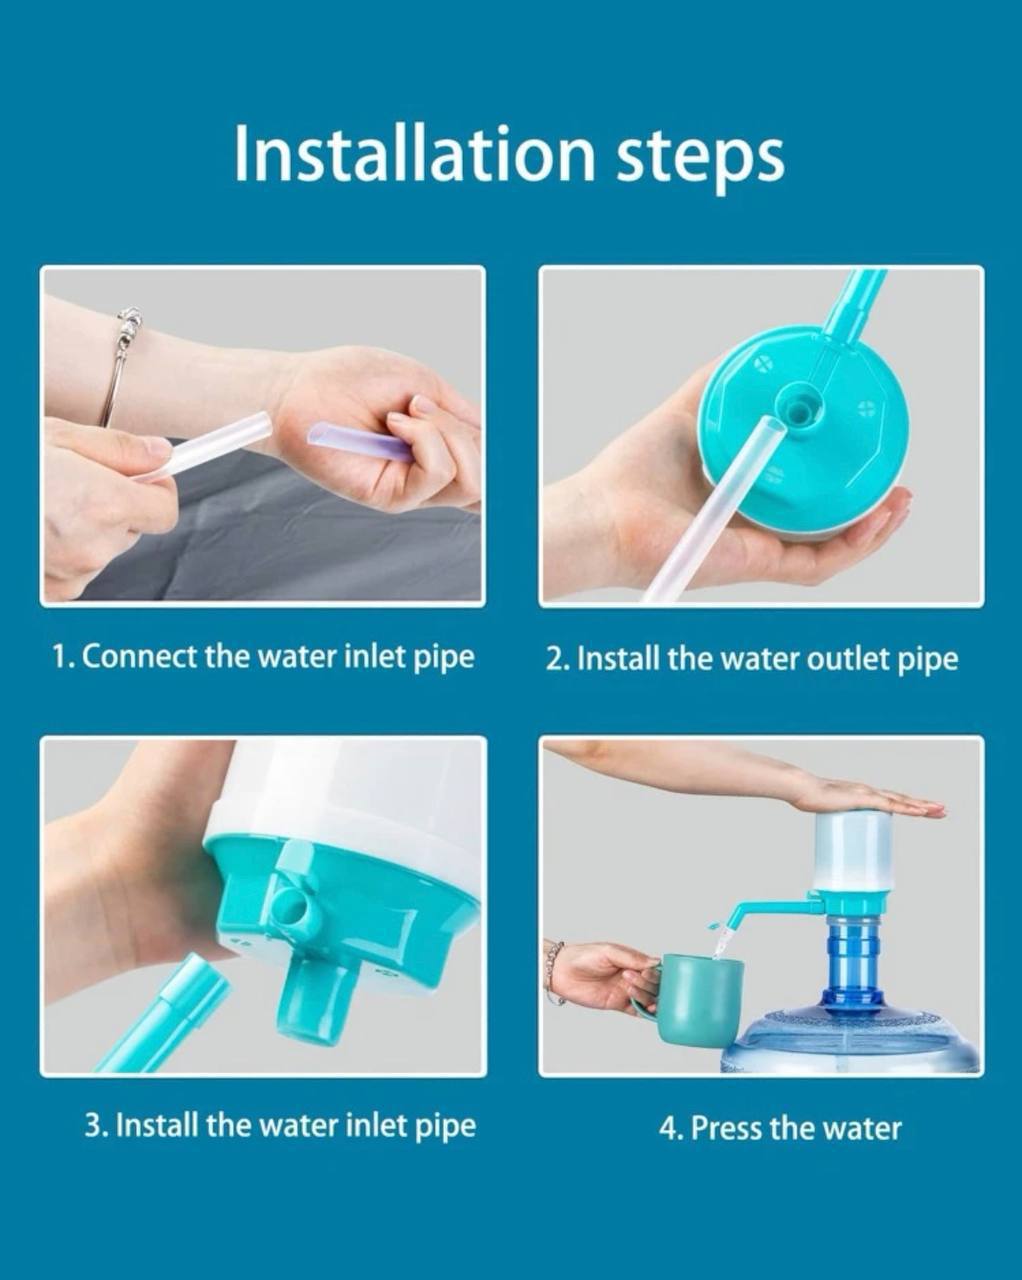 Installation steps
1. Connect the water inlet pipe
2. Install the water outlet pipe
3. Install the water inlet pipe
4. Press the water